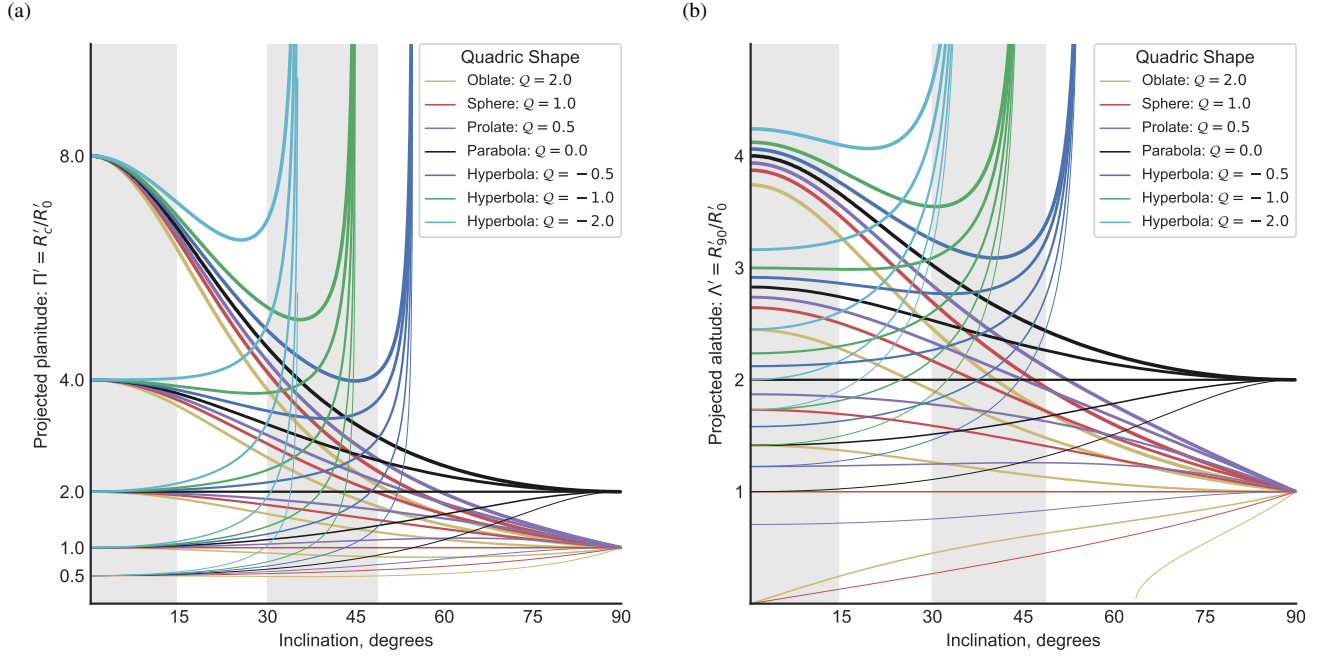 (a)
Projected planitude: Π′ = R′c/R′0
8.0
4.0
2.0
1.0
0.5
15
30
45
60
75
90
Inclination, degrees
Quadric Shape
Oblate: 𝒬 = 2.0
Sphere: 𝒬 = 1.0
Prolate: 𝒬 = 0.5
Parabola: 𝒬 = 0.0
Hyperbola: 𝒬 = −0.5
Hyperbola: 𝒬 = −1.0
Hyperbola: 𝒬 = −2.0
(b)
Projected alatude: Λ′ = R′90/R′0
4
3
2
1
15
30
45
60
75
90
Inclination, degrees
Quadric Shape
Oblate: 𝒬 = 2.0
Sphere: 𝒬 = 1.0
Prolate: 𝒬 = 0.5
Parabola: 𝒬 = 0.0
Hyperbola: 𝒬 = −0.5
Hyperbola: 𝒬 = −1.0
Hyperbola: 𝒬 = −2.0